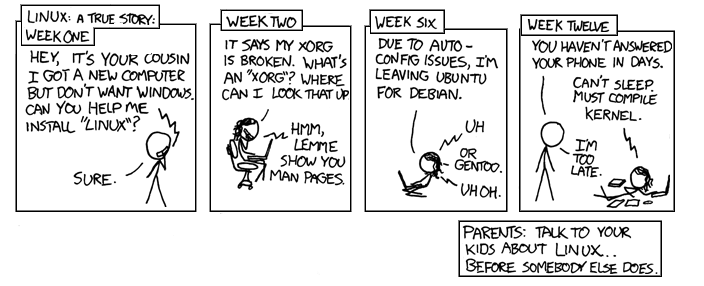 LINUX: A TRUE STORY:
WEEK ONE
HEY, IT'S YOUR COUSIN
I GOT A NEW COMPUTER
BUT DON'T WANT WINDOWS.
CAN YOU HELP ME
INSTALL "LINUX"?
SURE.
WEEK TWO
IT SAYS MY XORG
IS BROKEN. WHAT'S
AN "XORG"? WHERE
CAN I LOOK THAT UP
HMM,
LEMME
SHOW YOU
MAN PAGES.
WEEK SIX
DUE TO AUTO-
CONFIG ISSUES, I'M
LEAVING UBUNTU
FOR DEBIAN.
UH
OR
GENTOO.
UH OH.
WEEK TWELVE
YOU HAVEN'T ANSWERED
YOUR PHONE IN DAYS.
CAN'T SLEEP.
MUST COMPILE
KERNEL.
I'M
TOO
LATE.
PARENTS: TALK TO YOUR
KIDS ABOUT LINUX...
BEFORE SOMEBODY ELSE DOES.